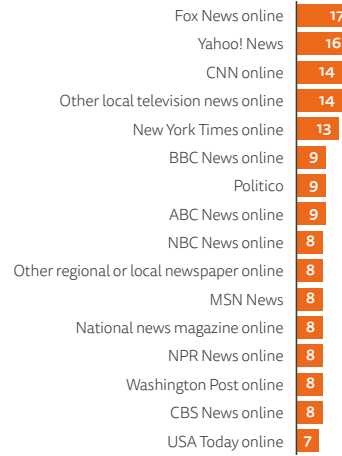 Fox News online 17
Yahoo! News 16
CNN online 14
Other local television news online 14
New York Times online 13
BBC News online 9
Politico 9
ABC News online 9
NBC News online 8
Other regional or local newspaper online 8
MSN News 8
National news magazine online 8
NPR News online 8
Washington Post online 8
CBS News online 8
USA Today online 7